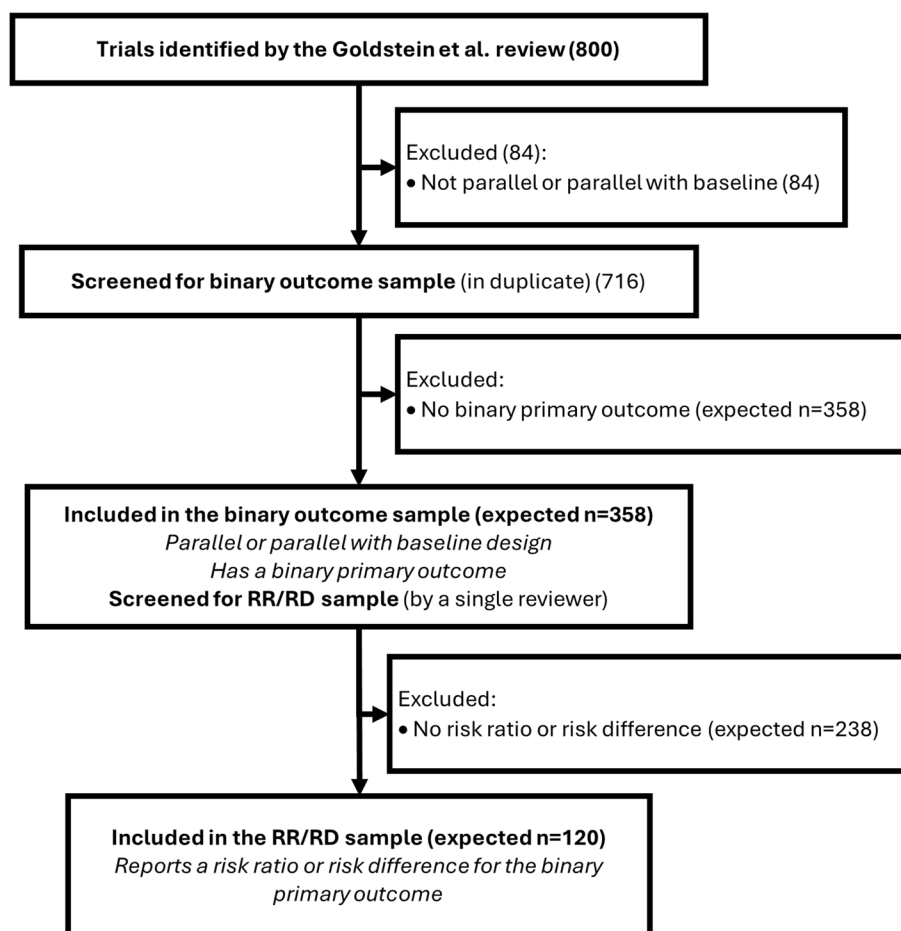 Trials identified by the Goldstein et al. review (800)
Excluded (84):
• Not parallel or parallel with baseline (84)
Screened for binary outcome sample (in duplicate) (716)
Excluded:
• No binary primary outcome (expected n=358)
Included in the binary outcome sample (expected n=358)
Parallel or parallel with baseline design
Has a binary primary outcome
Screened for RR/RD sample (by a single reviewer)
Excluded:
• No risk ratio or risk difference (expected n=238)
Included in the RR/RD sample (expected n=120)
Reports a risk ratio or risk difference for the binary
primary outcome